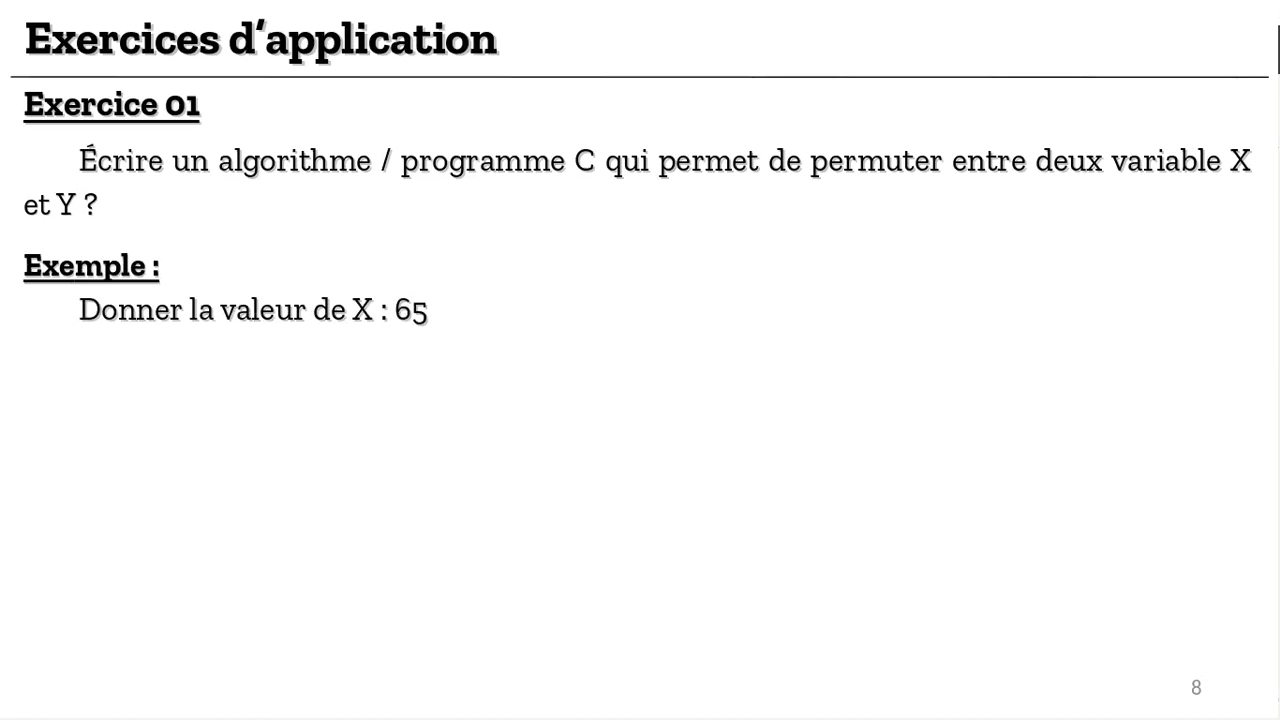 Exercices d’application
Exercice 01
Écrire un algorithme / programme C qui permet de permuter entre deux variable X
et Y ?
Exemple :
Donner la valeur de X : 65
8